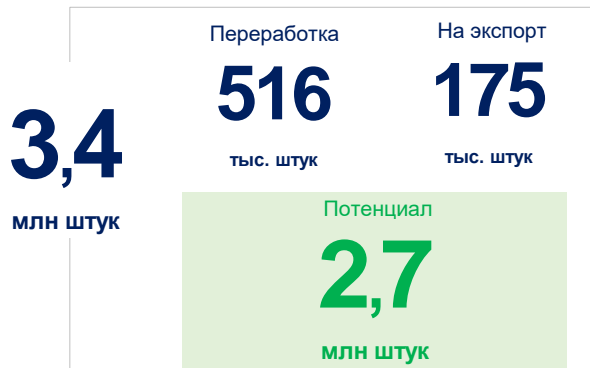 3,4
млн штук
Переработка
516
тыс. штук
На экспорт
175
тыс. штук
Потенциал
2,7
млн штук